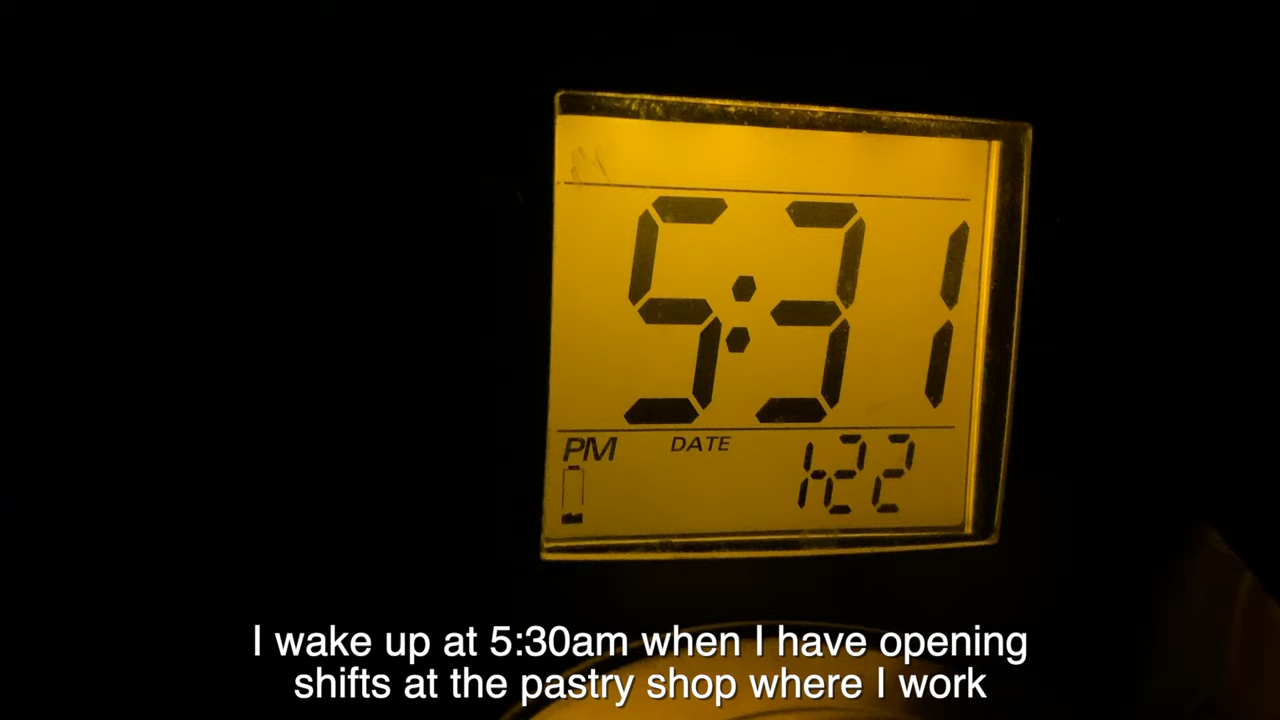 5:31
PM DATE 1-22
I wake up at 5:30am when I have opening
shifts at the pastry shop where I work